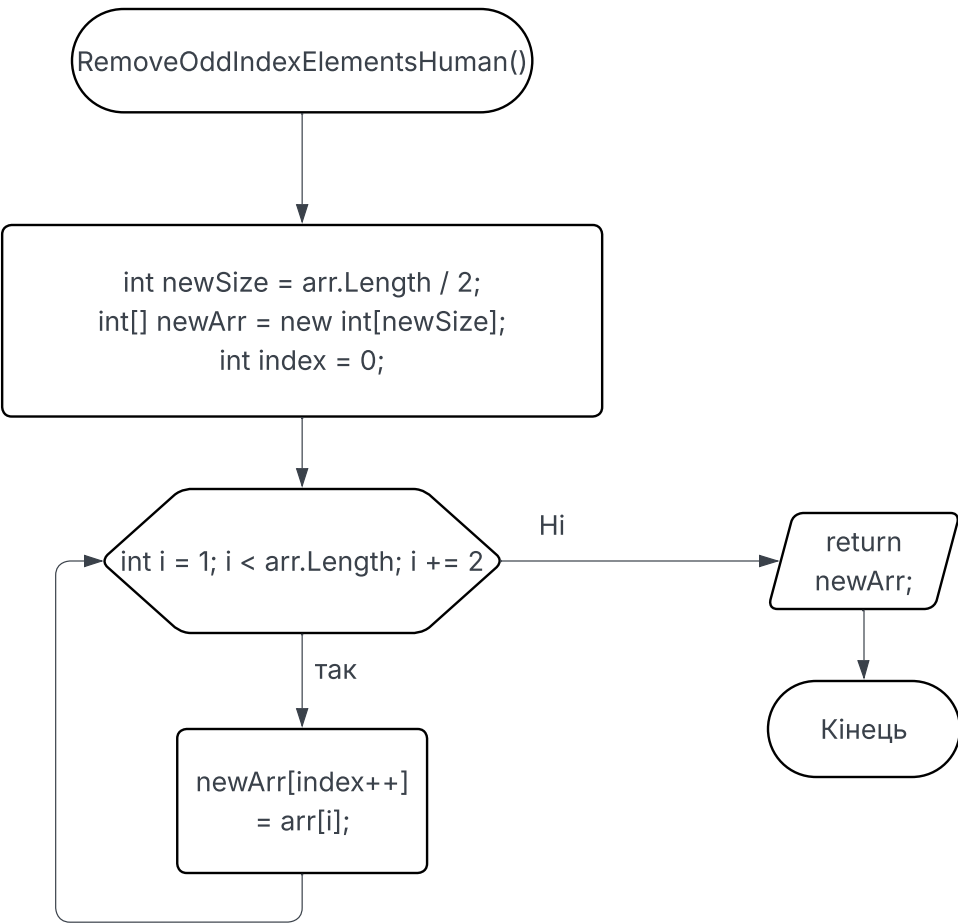 RemoveOddIndexElementsHuman()
int newSize = arr.Length / 2;
int[] newArr = new int[newSize];
int index = 0;
int i = 1; i < arr.Length; i += 2
Ні
return
newArr;
так
Кінець
newArr[index++]
= arr[i];